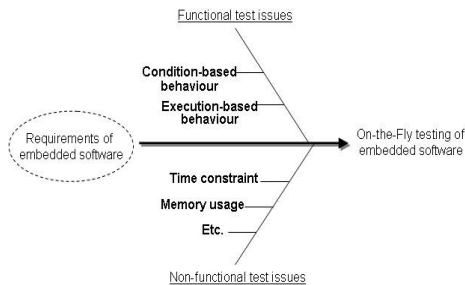 Functional test issues
Condition-based
behaviour
Execution-based
behaviour
Requirements of
embedded software
On-the-Fly testing of
embedded software
Time constraint
Memory usage
Etc.
Non-functional test issues